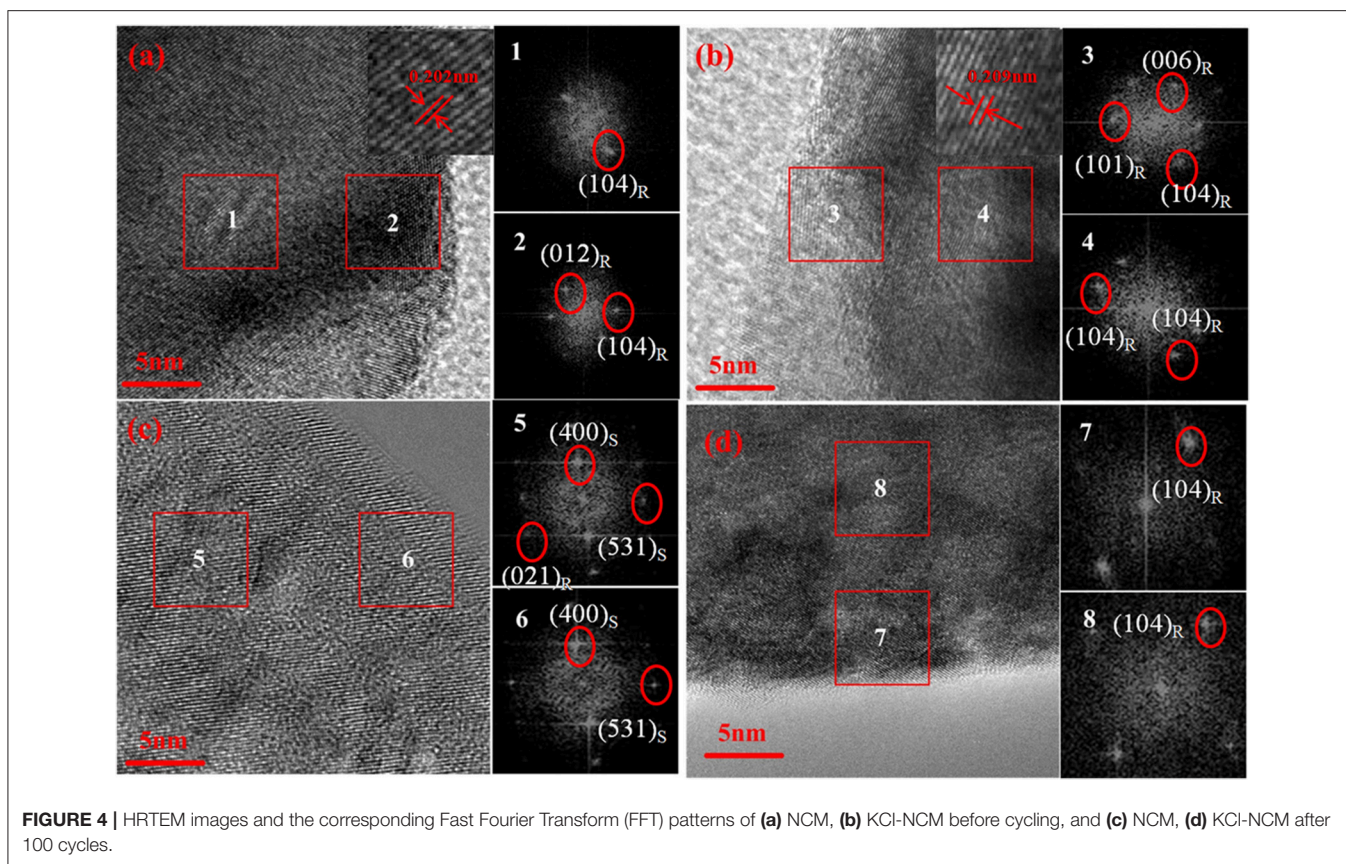 (a)
0.202nm
1
2
5nm
1
(104)R
2
(012)R
(104)R
(b)
0.209nm
3
4
5nm
3
(006)R
(101)R
(104)R
4
(104)R
(104)R
(c)
5
6
5nm
5
(400)S
(531)S
(021)R
6
(400)S
(531)S
(d)
8
7
5nm
7
(104)R
8
(104)R
FIGURE 4 | HRTEM images and the corresponding Fast Fourier Transform (FFT) patterns of (a) NCM, (b) KCl-NCM before cycling, and (c) NCM, (d) KCl-NCM after
100 cycles.